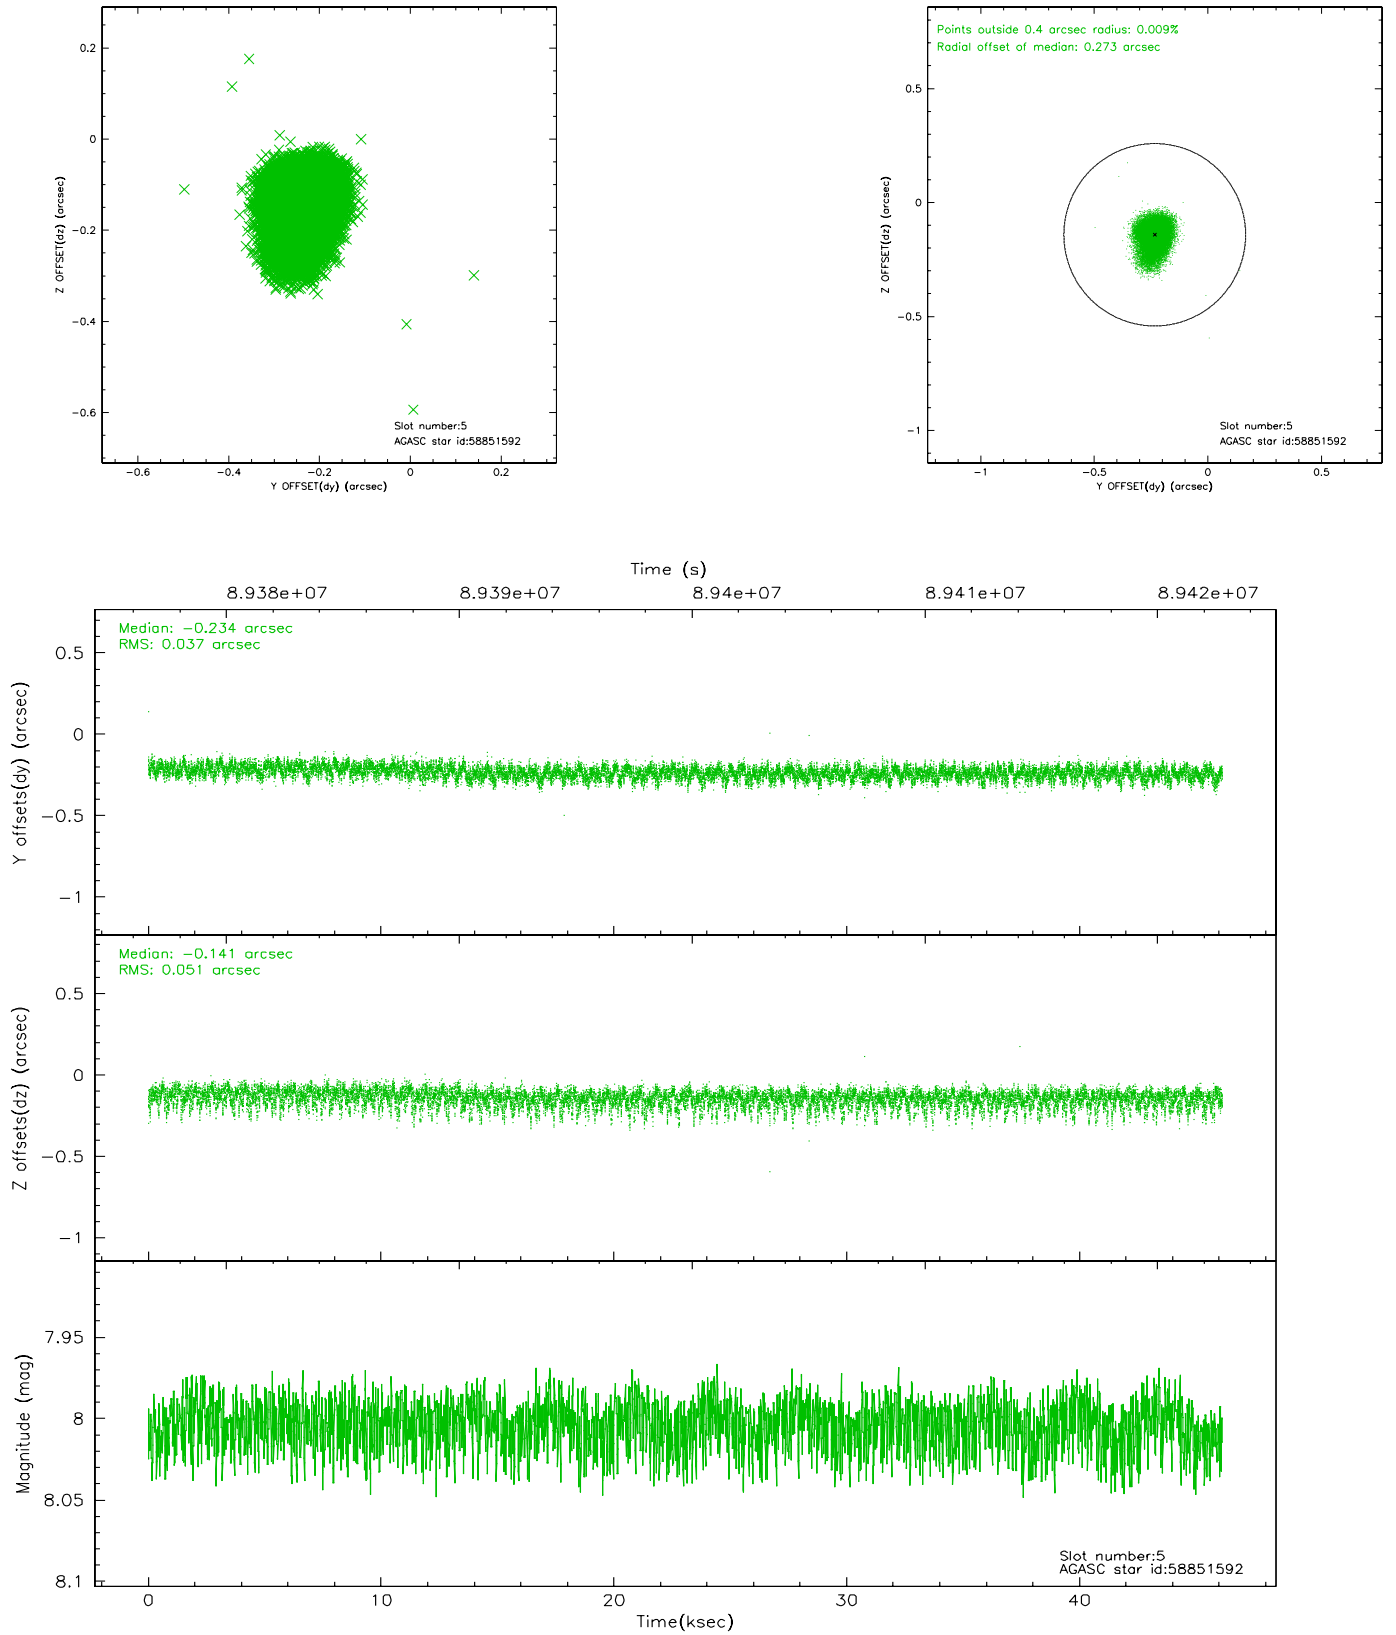 0.2
0
-0.2
-0.4
-0.6
Z OFFSET(dz) (arcsec)
Slot number:5
AGASC star id:58851592
-0.6 -0.4 -0.2 0 0.2
Y OFFSET(dy) (arcsec)
Points outside 0.4 arcsec radius: 0.009%
Radial offset of median: 0.273 arcsec
0.5
0
-0.5
-1
Z OFFSET(dz) (arcsec)
Slot number:5
AGASC star id:58851592
-1 -0.5 0 0.5
Y OFFSET(dy) (arcsec)
Time (s)
8.938e+07 8.939e+07 8.94e+07 8.941e+07 8.942e+07
Median: -0.234 arcsec
RMS: 0.037 arcsec
0.5
0
-0.5
-1
Y offsets(dy) (arcsec)
Median: -0.141 arcsec
RMS: 0.051 arcsec
0.5
0
-0.5
-1
Z offsets(dz) (arcsec)
7.95
8
8.05
8.1
Magnitude (mag)
Slot number:5
AGASC star id:58851592
0 10 20 30 40
Time(ksec)